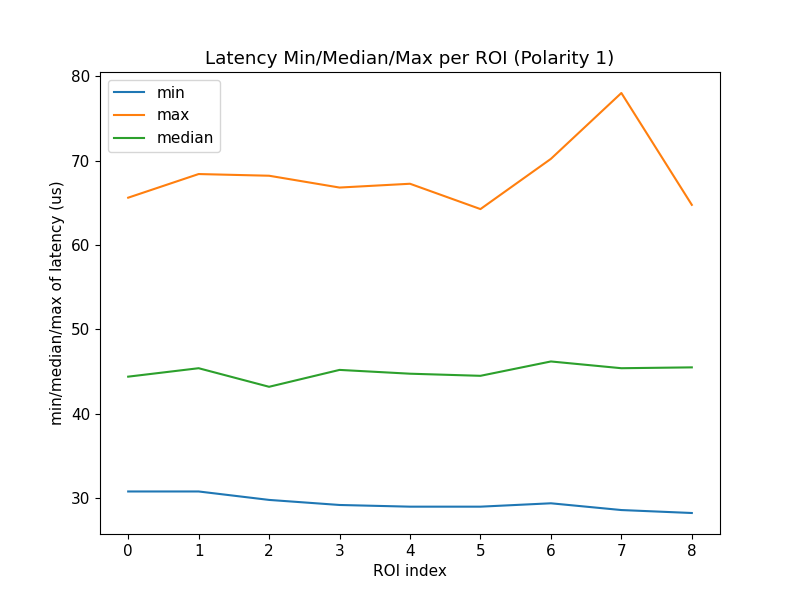 Latency Min/Median/Max per ROI (Polarity 1)
min
max
median
min/median/max of latency (us)
80
70
60
50
40
30
0 1 2 3 4 5 6 7 8
ROI index